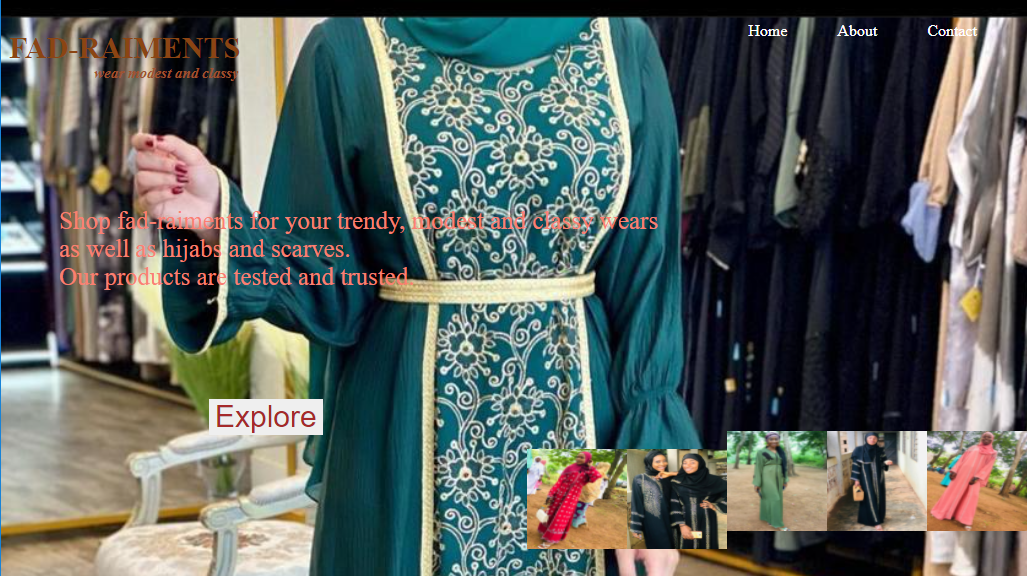 FAD-RAIMENTS
wear modest and classy
Home About Contact
Shop fad-raiments for your trendy, modest and classy wears
as well as hijabs and scarves.
Our products are tested and trusted.
Explore